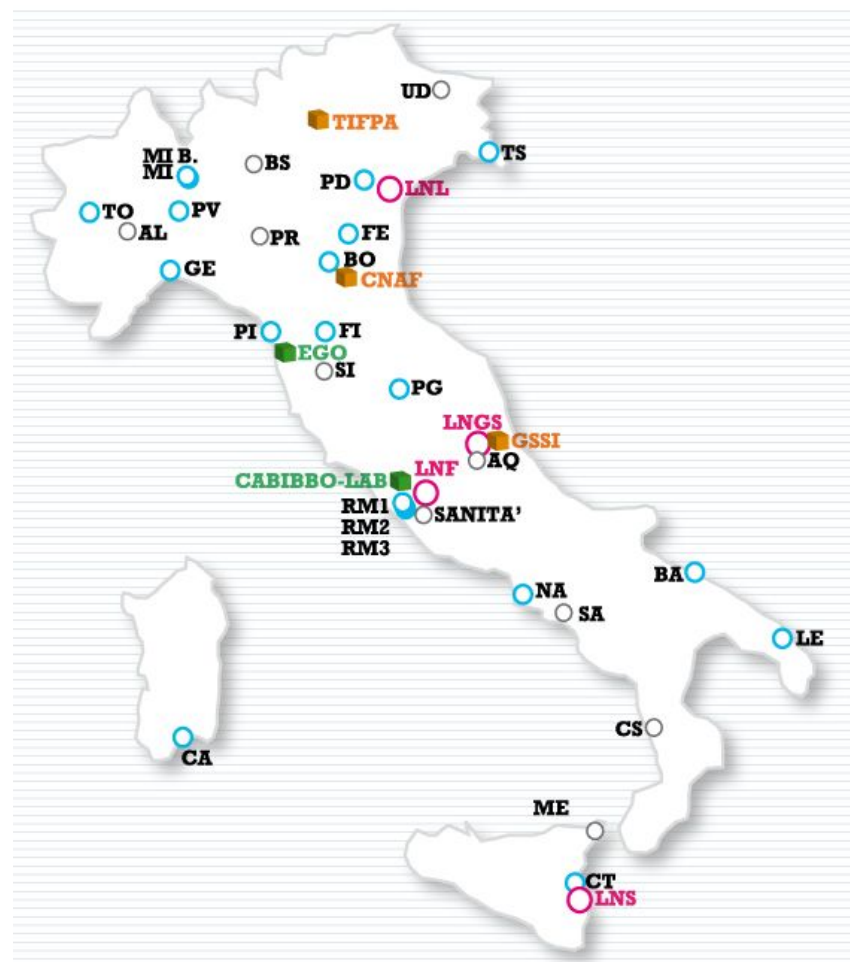 UD
TIFPA
TS
MI B.
MI
BS
PD
LNL
TO
PV
AL
PR
FE
BO
GE
CNAF
PI
FI
EGO
SI
PG
LNGS
GSSI
AQ
LNF
CABIBBO-LAB
RM1
SANITA’
RM2
RM3
BA
NA
SA
LE
CS
CA
ME
CT
LNS